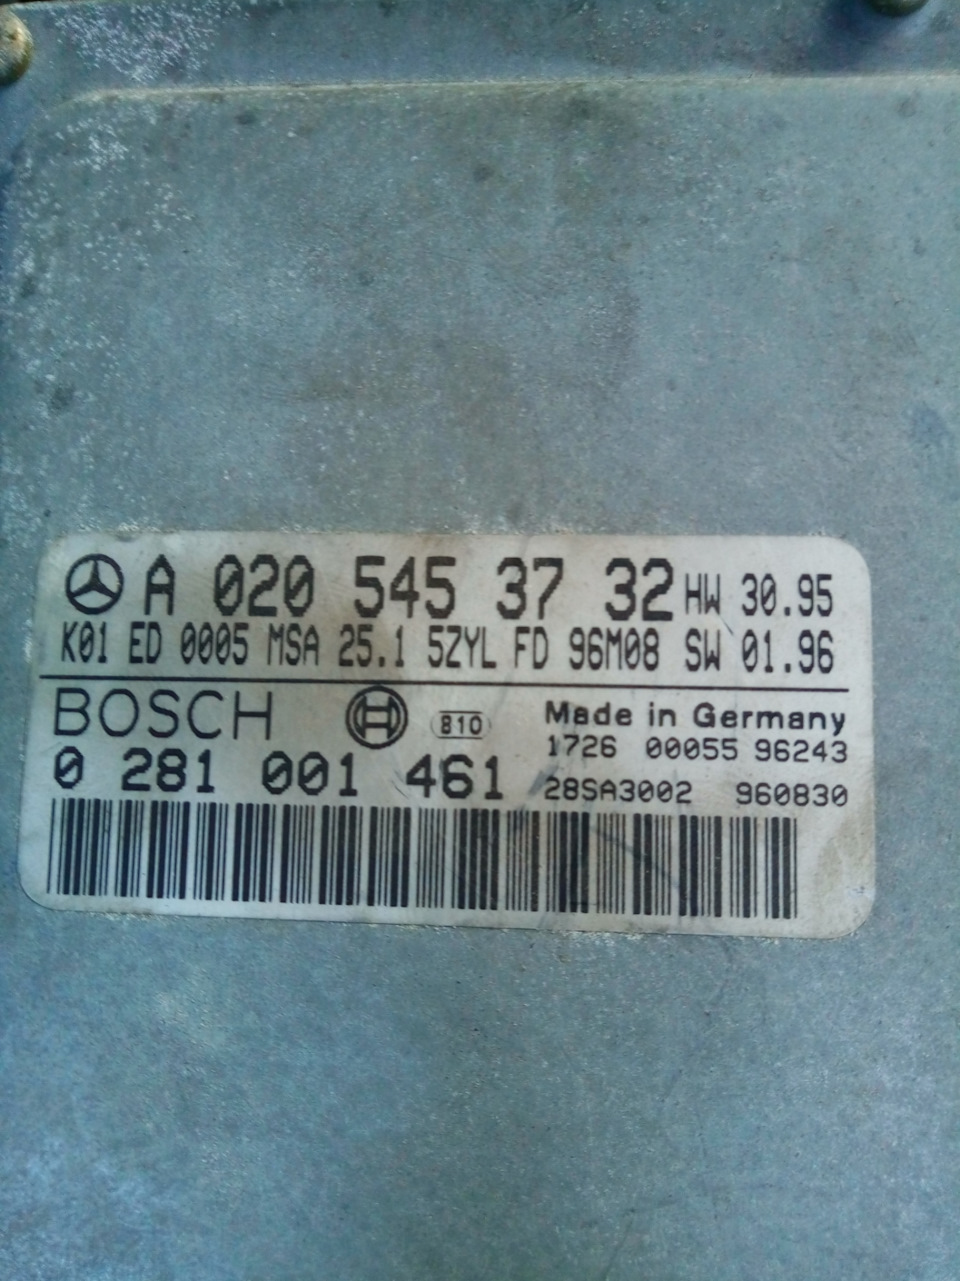 A 020 545 37 32 HW 30.95
K01 ED 0005 MSA 25.1 5ZYL FD 96M08 SW 01.96
BOSCH B10 Made in Germany
1726 00055 96243
0 281 001 461 28SA3002 960830